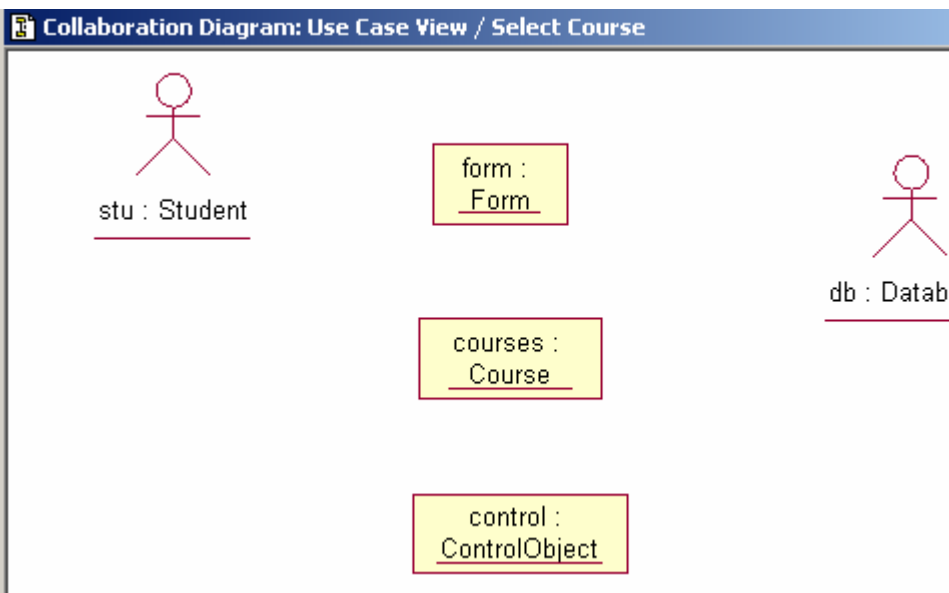 Collaboration Diagram: Use Case View / Select Course
stu : Student
form :
Form
db : Datab
courses :
Course
control :
ControlObject